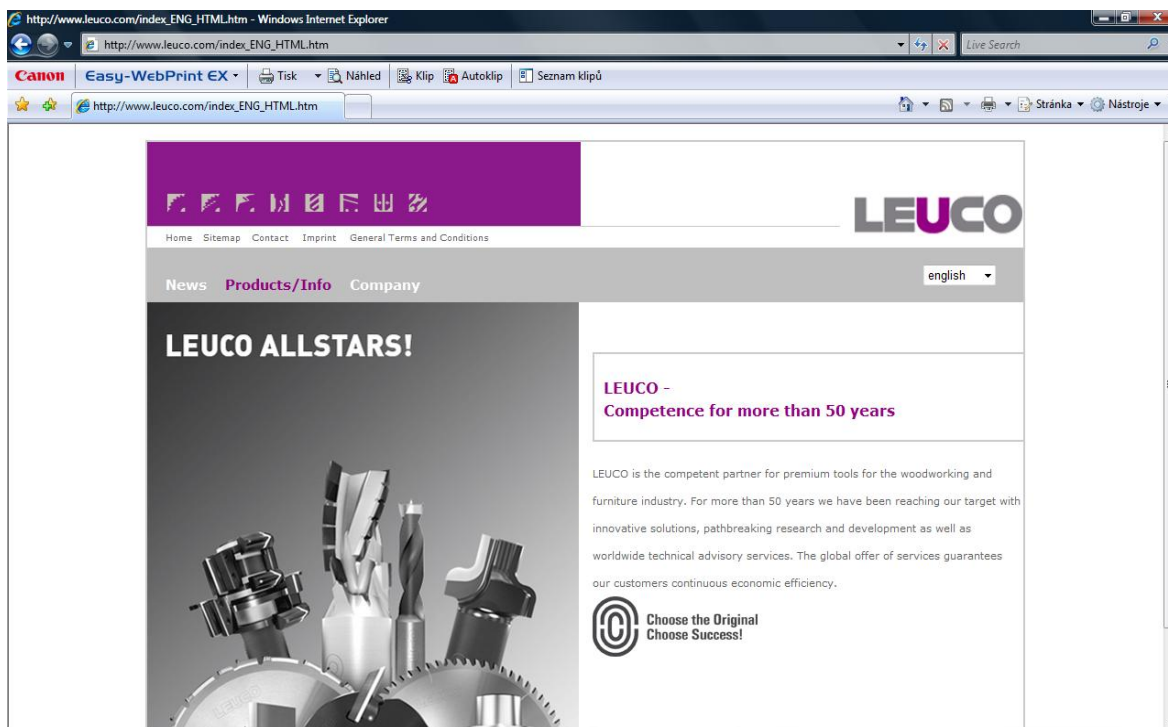 http://www.leuco.com/index_ENG_HTML.htm - Windows Internet Explorer
http://www.leuco.com/index_ENG_HTML.htm
Live Search
Canon Easy-WebPrint EX Tisk Náhled Klip Autoklip Seznam klipů
http://www.leuco.com/index_ENG_HTML.htm
Stránka Nástroje
LEUCO
Home Sitemap Contact Imprint General Terms and Conditions
english
News Products/Info Company
LEUCO ALLSTARS!
LEUCO -
Competence for more than 50 years
LEUCO is the competent partner for premium tools for the woodworking and
furniture industry. For more than 50 years we have been reaching our target with
innovative solutions, pathbreaking research and development as well as
worldwide technical advisory services. The global offer of services guarantees
our customers continuous economic efficiency.
Choose the Original
Choose Success!
LEUCO